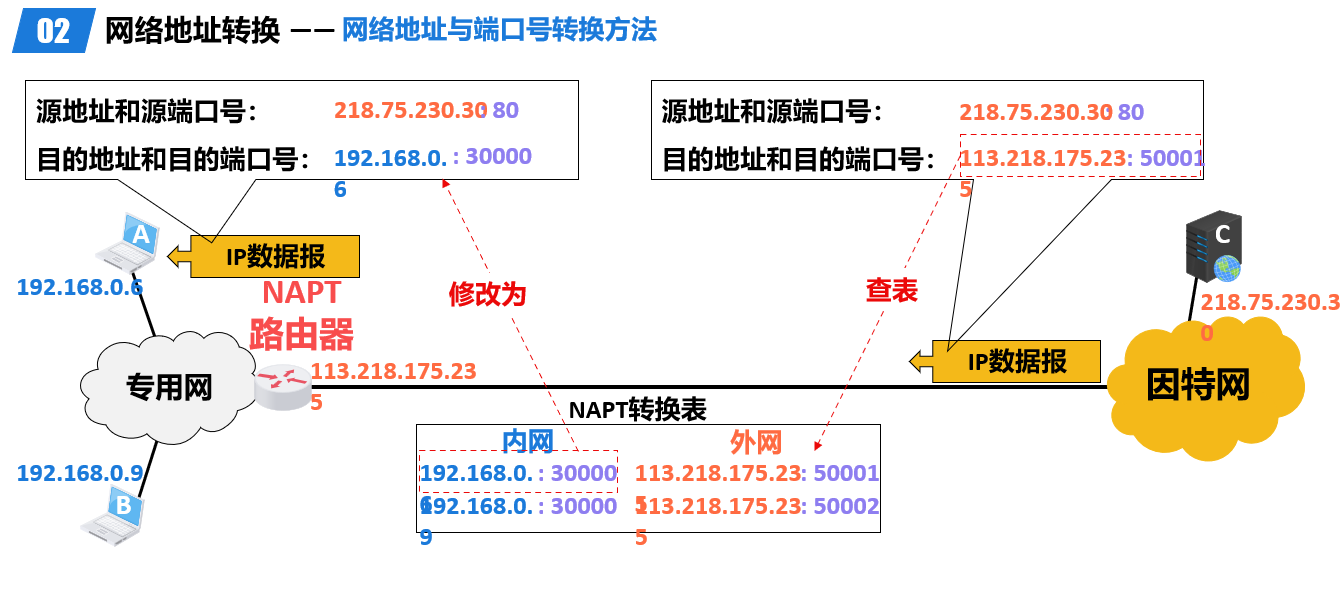 02 网络地址转换 —— 网络地址与端口号转换方法
源地址和源端口号： 218.75.230.30: 80
目的地址和目的端口号： 192.168.0.6 : 30000
源地址和源端口号： 218.75.230.30: 80
目的地址和目的端口号： 113.218.175.235 : 50001
A
IP数据报
192.168.0.6
NAPT
路由器
修改为
查表
C
218.75.230.30
IP数据报
专用网
113.218.175.235
因特网
NAPT转换表
内网 外网
192.168.0.6 : 30000 113.218.175.235 : 50001
192.168.0.9 : 30000 113.218.175.235 : 50002
192.168.0.9
B